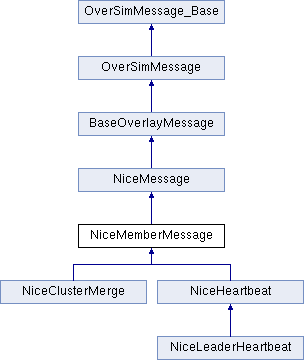 OverSimMessage_Base
OverSimMessage
BaseOverlayMessage
NiceMessage
NiceMemberMessage
NiceClusterMerge
NiceHeartbeat
NiceLeaderHeartbeat